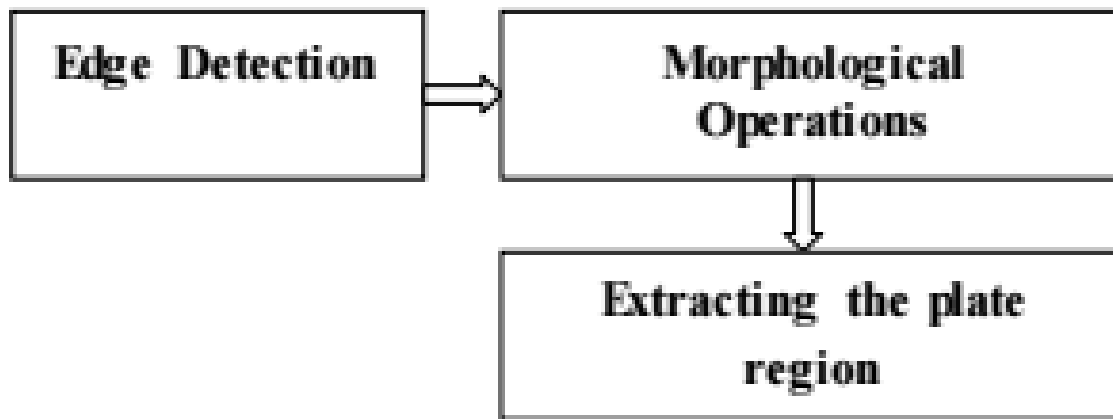 Edge Detection
Morphological
Operations
Extracting the plate
region